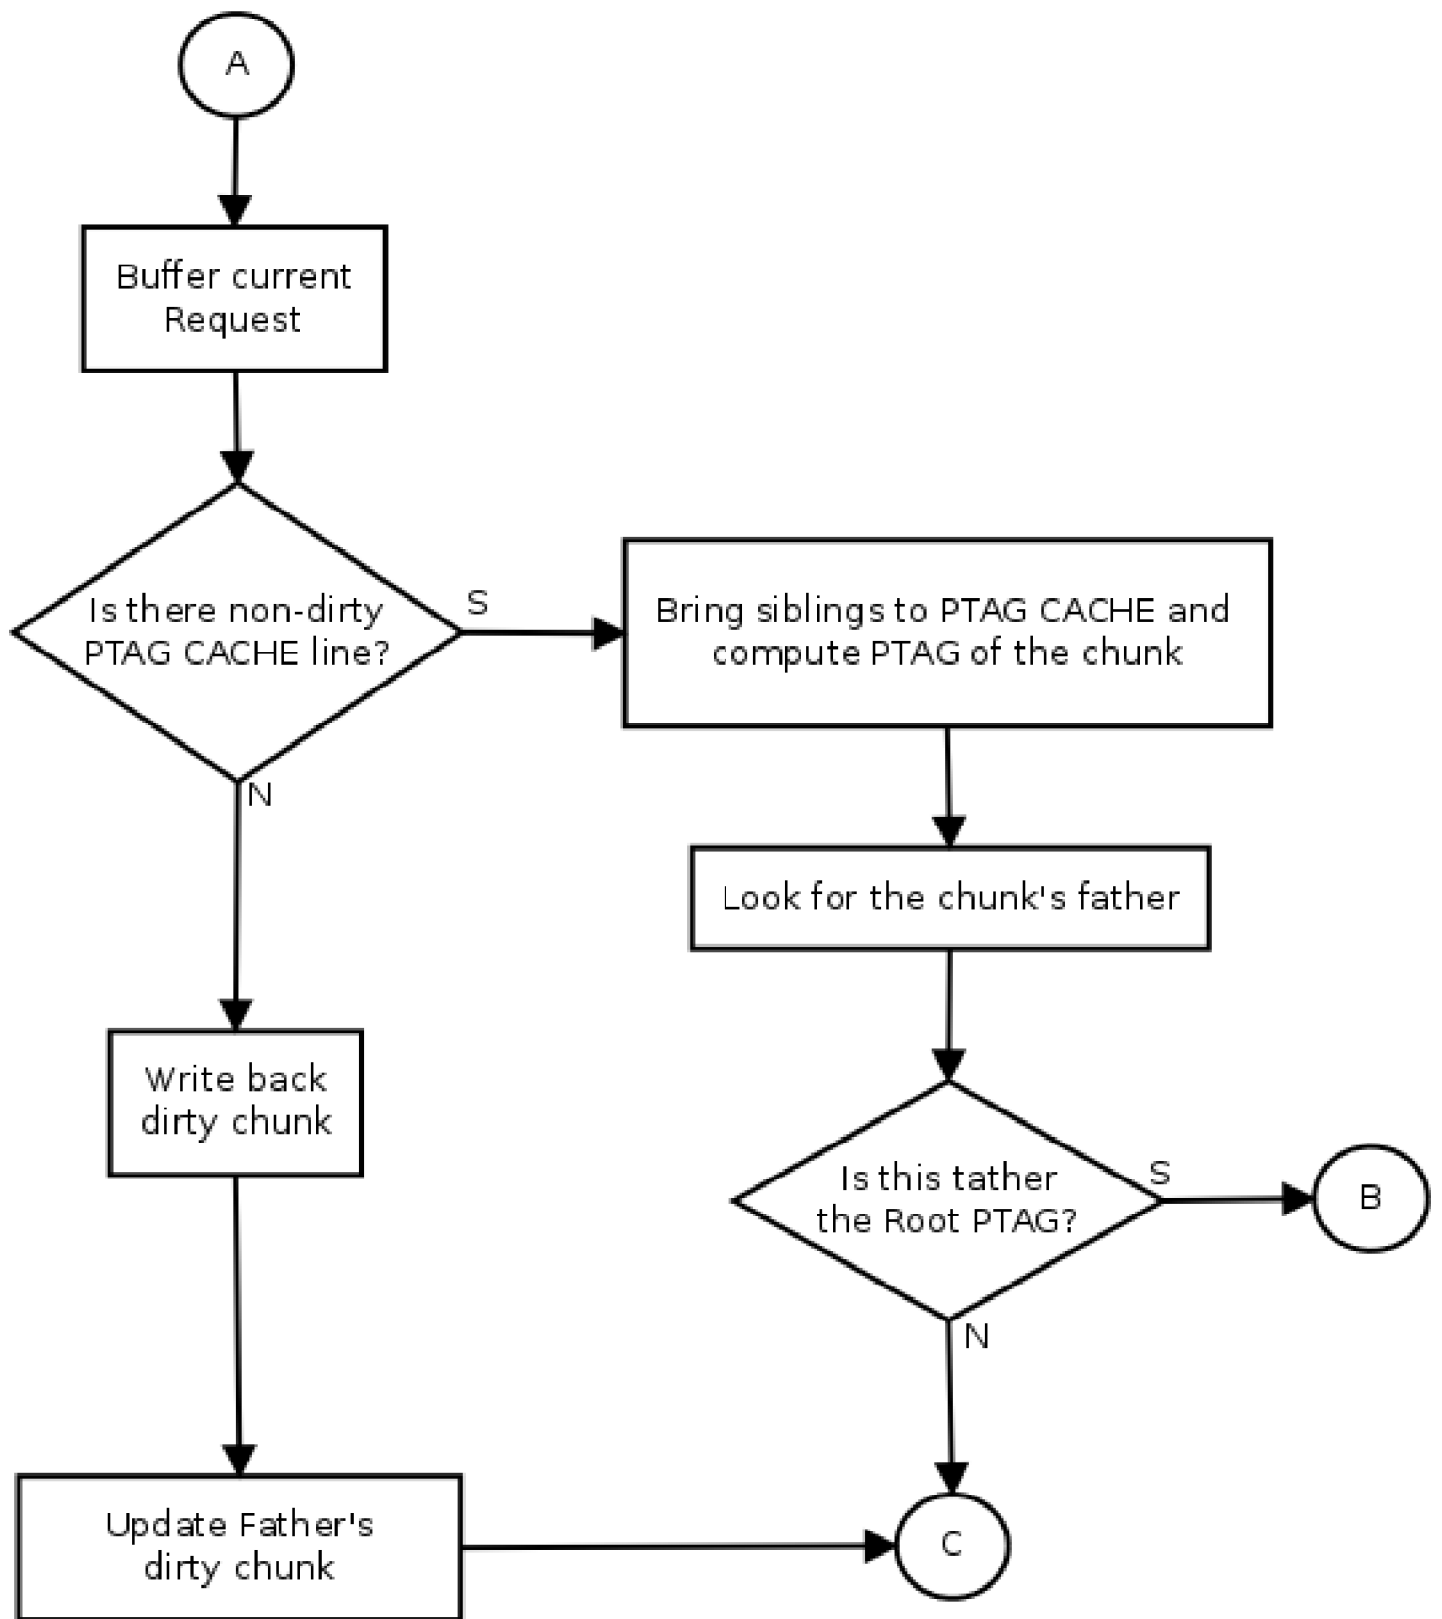 A
Buffer current
Request
Is there non-dirty
PTAG CACHE line?
S
Bring siblings to PTAG CACHE and
compute PTAG of the chunk
N
Look for the chunk's father
Write back
dirty chunk
Is this tather
the Root PTAG?
S
B
N
Update Father's
dirty chunk
C